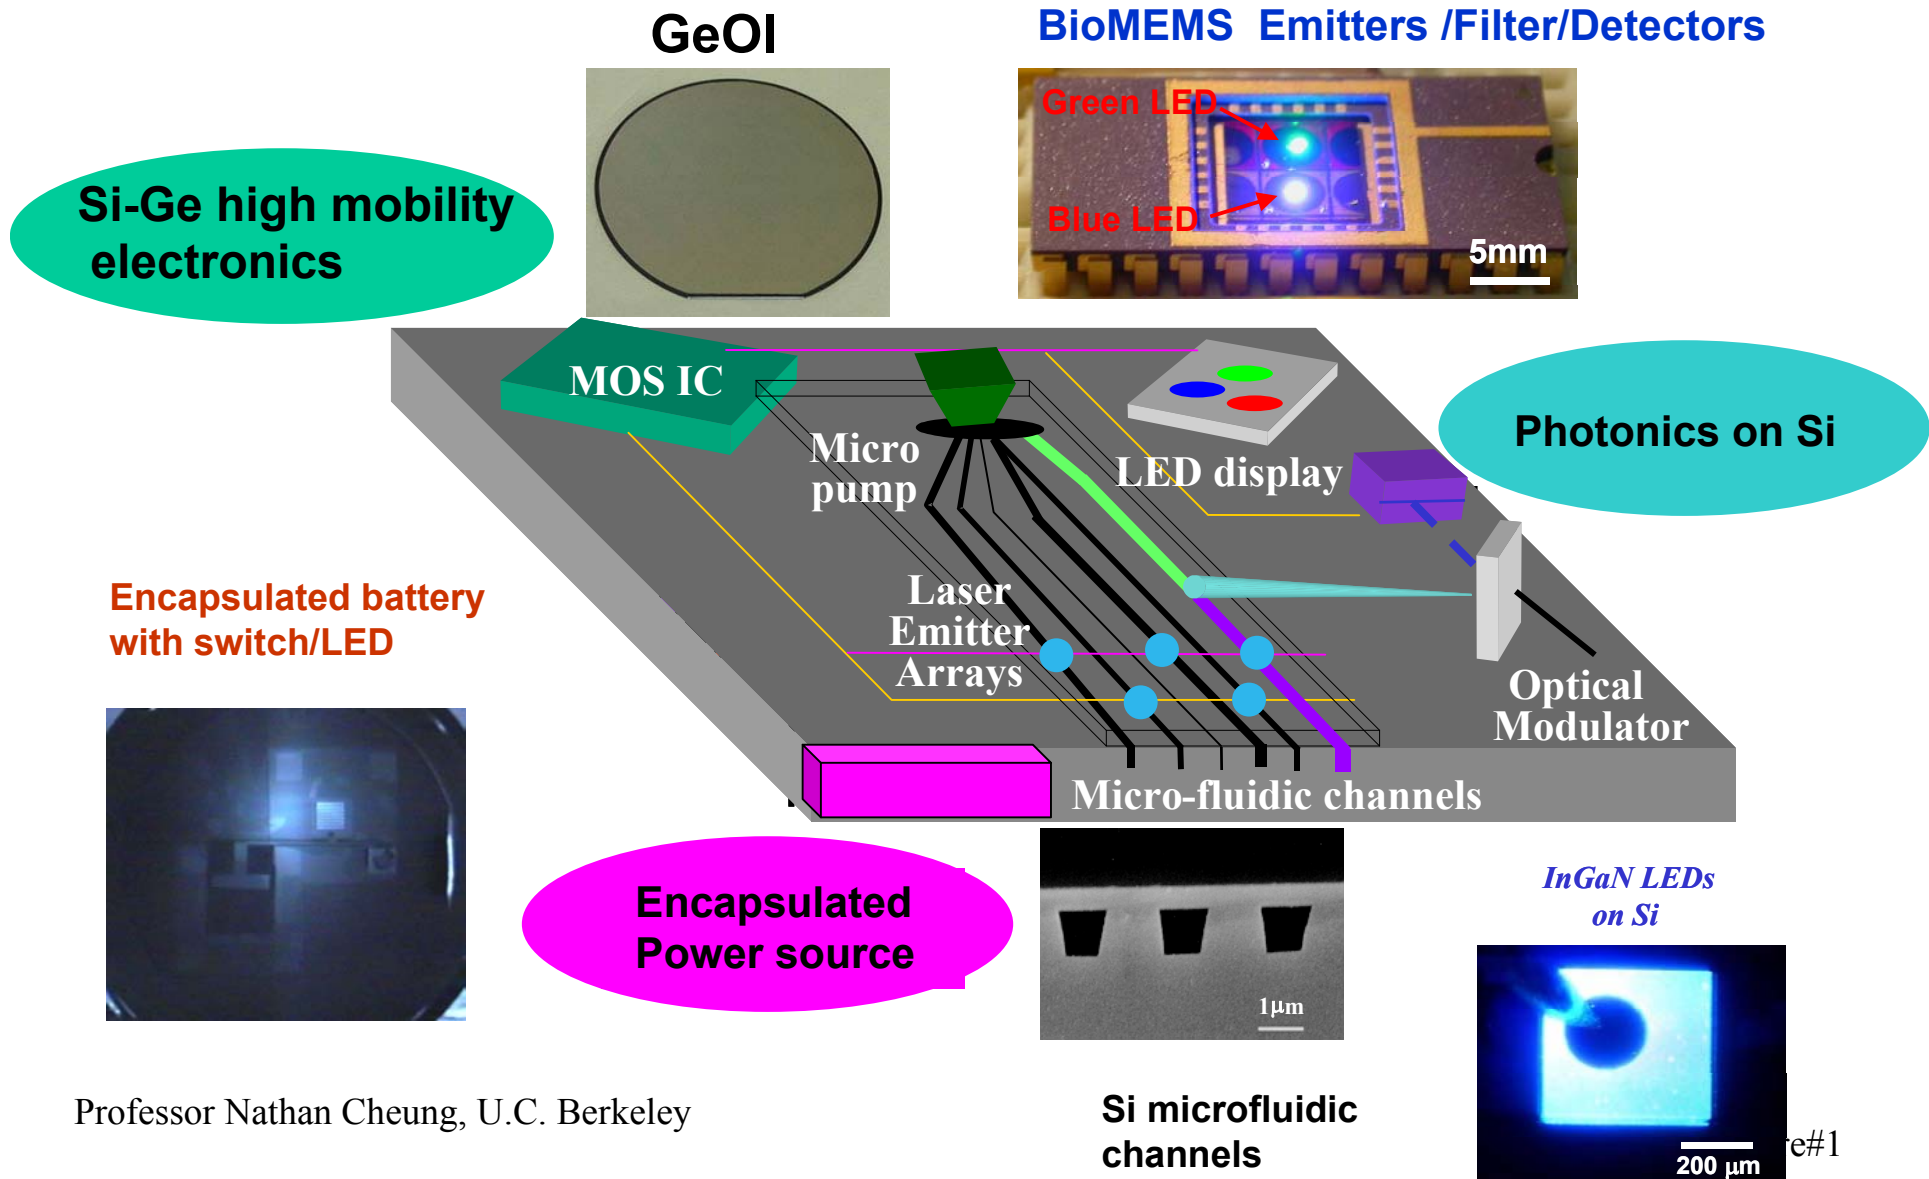 GeOI
BioMEMS Emitters /Filter/Detectors
Green LED
Blue LED
5mm
Si-Ge high mobility
electronics
MOS IC
Photonics on Si
Micro
pump
LED display
Encapsulated battery
with switch/LED
Laser
Emitter
Arrays
Optical
Modulator
Micro-fluidic channels
Encapsulated
Power source
1μm
InGaN LEDs
on Si
200 μm
Si microfluidic
channels
Professor Nathan Cheung, U.C. Berkeley
re#1